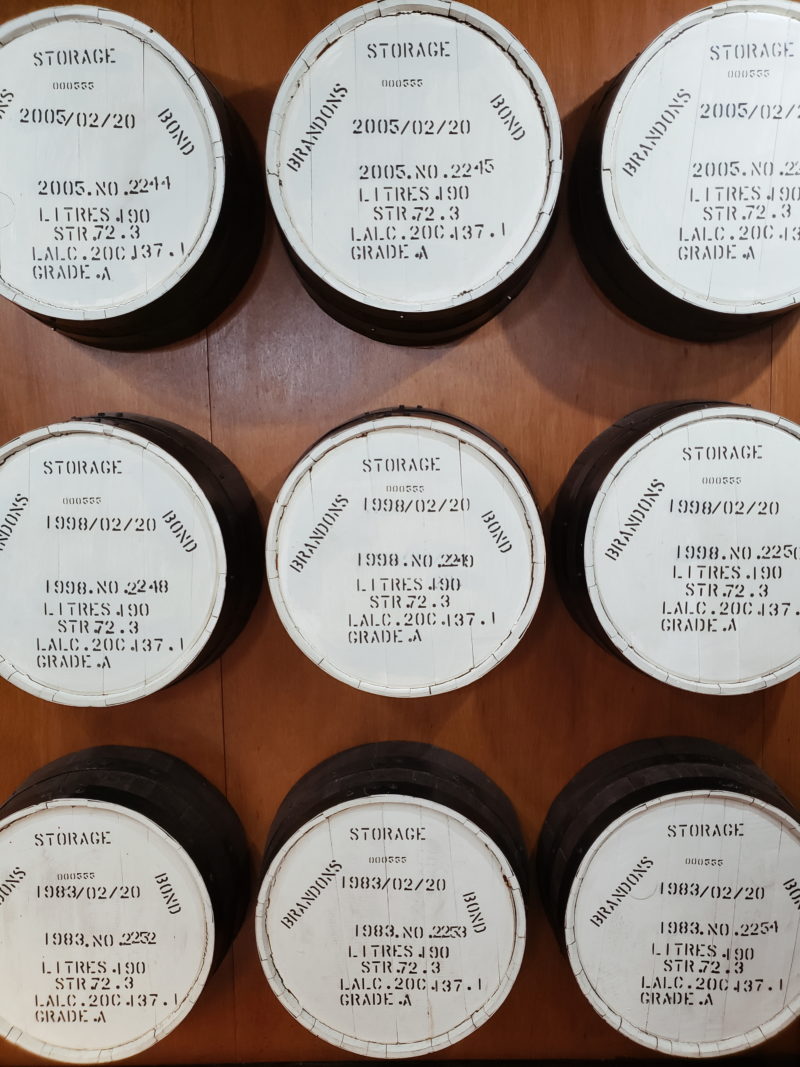 STORAGE
000555
BRANDONS BOND
2005/02/20
2005.NO.2244
LITRES.190
STR.72.3
LALC.20C.137.1
GRADE.A
STORAGE
000555
BRANDONS BOND
2005/02/20
2005.NO.2245
LITRES.190
STR.72.3
LALC.20C.137.1
GRADE.A
STORAGE
000555
BRANDONS
2005/02/2
2005.NO.22
LITRES.190
STR.72.3
LALC.20C.137.
GRADE.A
STORAGE
000555
BRANDONS BOND
1998/02/20
1998.NO.2248
LITRES.190
STR.72.3
LALC.20C.137.1
GRADE.A
STORAGE
000555
BRANDONS BOND
1998/02/20
1998.NO.2249
LITRES.190
STR.72.3
LALC.20C.137.1
GRADE.A
STORAGE
000555
BRANDONS
1998/02/20
1998.NO.2250
LITRES.190
STR.72.3
LALC.20C.137.
GRADE.A
STORAGE
000555
BOND
1983/02/20
1983.NO.2252
LITRES.190
STR.72.3
LALC.20C.137.1
GRADE.A
STORAGE
000555
BRANDONS BOND
1983/02/20
1983.NO.2253
LITRES.190
STR.72.3
LALC.20C.137.1
GRADE.A
STORAGE
000555
BRANDONS
1983/02/20
1983.NO.2254
LITRES.190
STR.72.3
LALC.20C.137.1
GRADE.A